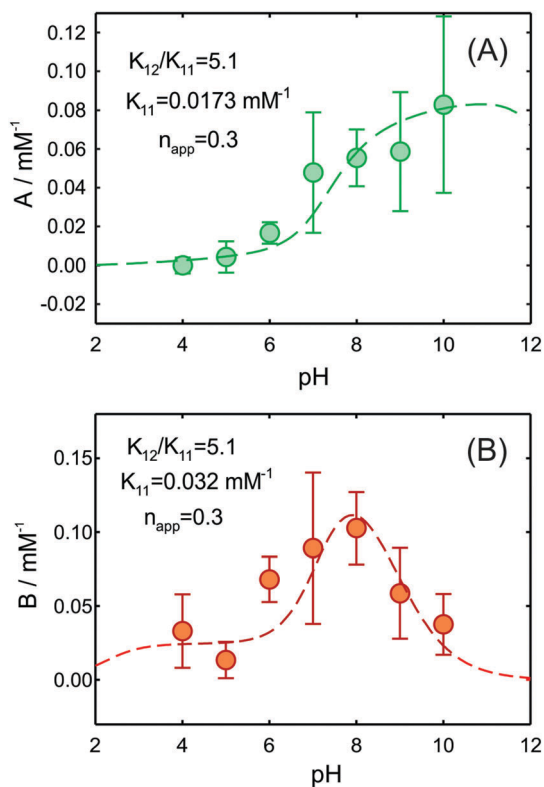 0.12
0.10
0.08
0.06
0.04
0.02
0.00
-0.02
A / mM⁻¹
K₁₂/K₁₁=5.1
K₁₁=0.0173 mM⁻¹
nₐₚₚ=0.3
(A)
2 4 6 8 10 12
pH
0.15
0.10
0.05
0.00
B / mM⁻¹
K₁₂/K₁₁=5.1
K₁₁=0.032 mM⁻¹
nₐₚₚ=0.3
(B)
2 4 6 8 10 12
pH